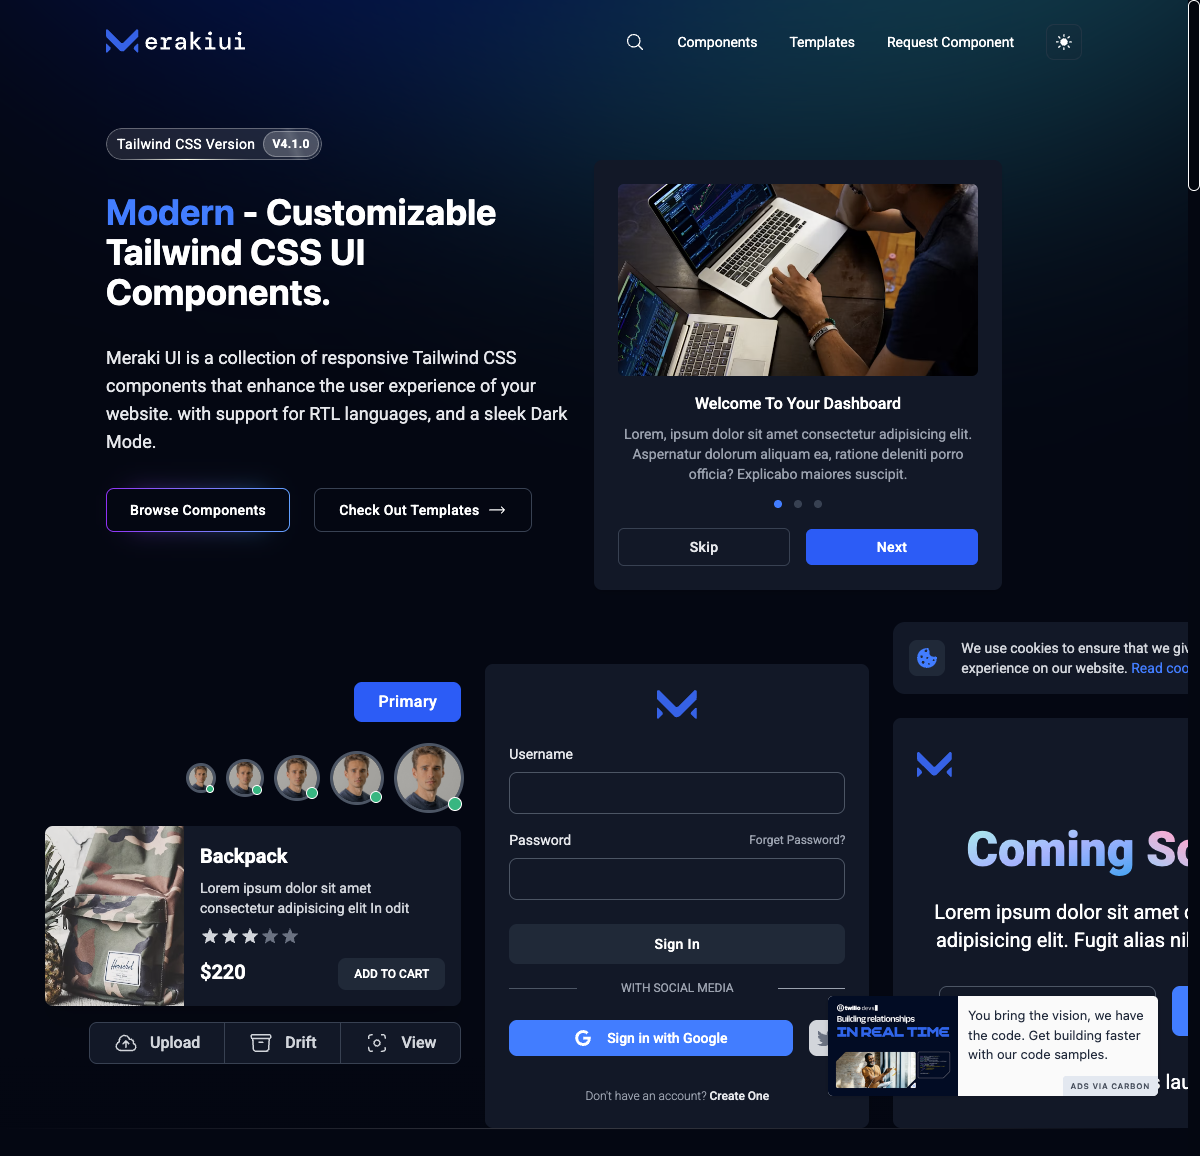 erakiui
Components
Templates
Request Component
Tailwind CSS Version V4.1.0
Modern - Customizable
Tailwind CSS UI
Components.
Meraki UI is a collection of responsive Tailwind CSS
components that enhance the user experience of your
website. with support for RTL languages, and a sleek Dark
Mode.
Browse Components
Check Out Templates
Welcome To Your Dashboard
Lorem, ipsum dolor sit amet consectetur adipisicing elit.
Aspernatur dolorum aliquam ea, ratione deleniti porro
officia? Explicabo maiores suscipit.
Skip
Next
Primary
Backpack
Lorem ipsum dolor sit amet
consectetur adipisicing elit In odit
$220
ADD TO CART
Herschel
Upload
Drift
View
Username
Password
Forget Password?
Sign In
WITH SOCIAL MEDIA
Sign in with Google
Don't have an account? Create One
We use cookies to ensure that we giv
experience on our website. Read coo
Coming So
Lorem ipsum dolor sit amet
adipisicing elit. Fugit alias nil
lau
twilio devs
Building relationships
IN REAL TIME
You bring the vision, we have
the code. Get building faster
with our code samples.
ADS VIA CARBON